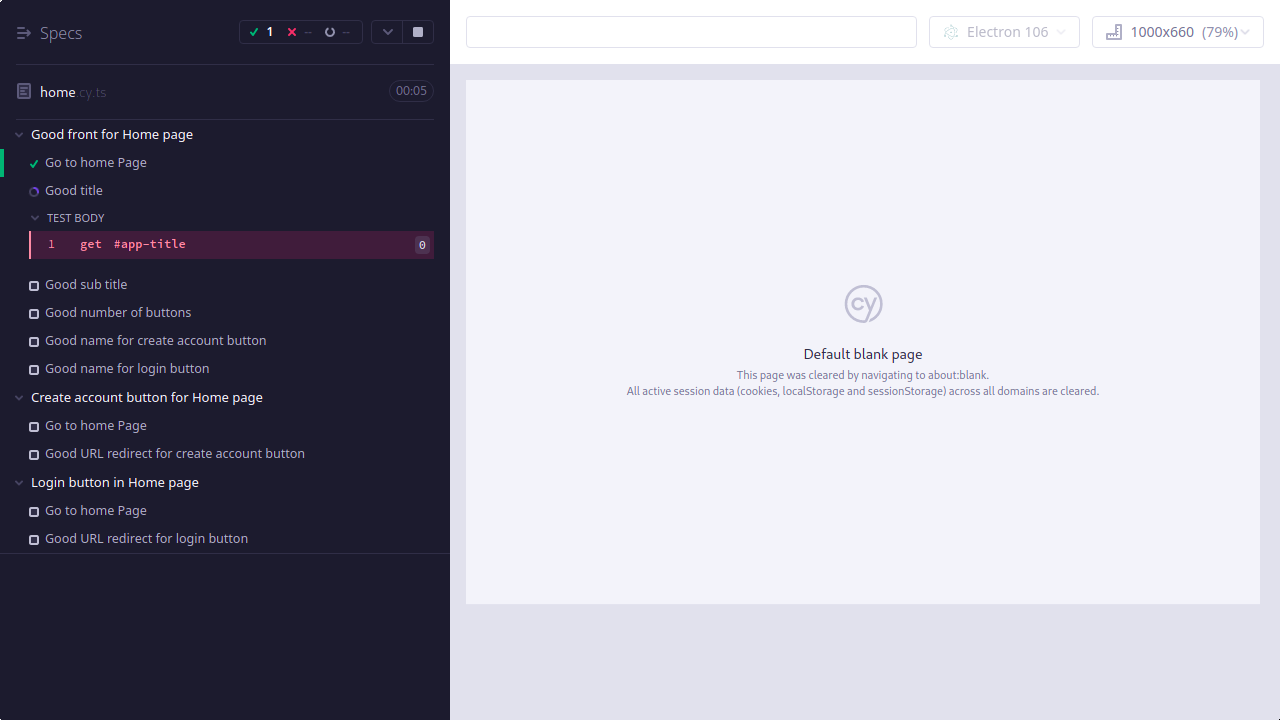 Specs
1
--
--
Electron 106
1000x660 (79%)
home.cy.ts
00:05
Good front for Home page
Go to home Page
Good title
TEST BODY
1 get #app-title 0
Good sub title
Good number of buttons
Good name for create account button
Good name for login button
Create account button for Home page
Go to home Page
Good URL redirect for create account button
Login button in Home page
Go to home Page
Good URL redirect for login button
cy
Default blank page
This page was cleared by navigating to about:blank.
All active session data (cookies, localStorage and sessionStorage) across all domains are cleared.